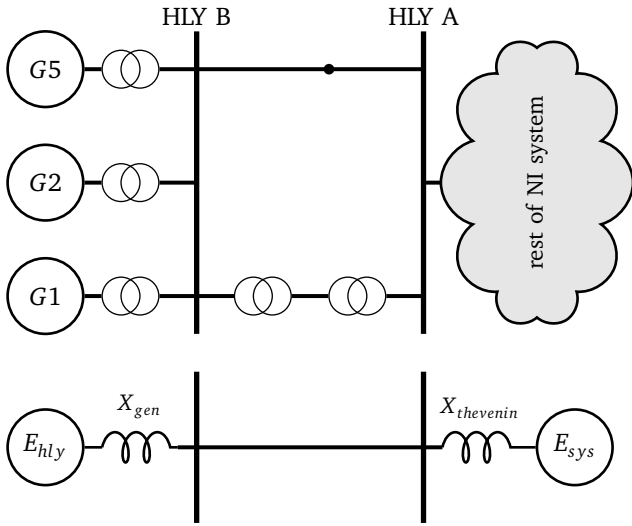 HLY B
HLY A
G5
G2
G1
rest of NI system
X_gen
X_thevenin
E_hly
E_sys